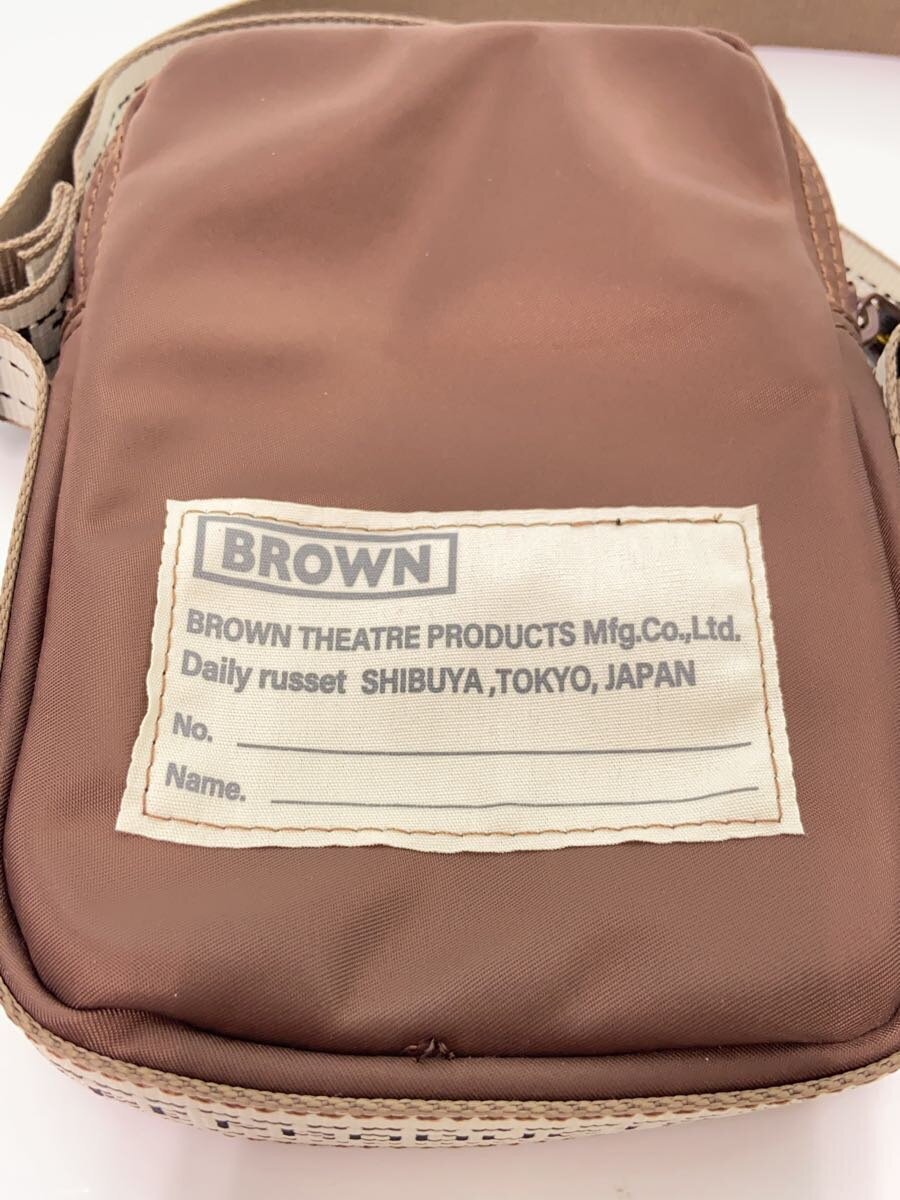 BROWN
BROWN THEATRE PRODUCTS Mfg.Co.,Ltd.
Daily russet SHIBUYA ,TOKYO, JAPAN
No.
Name.